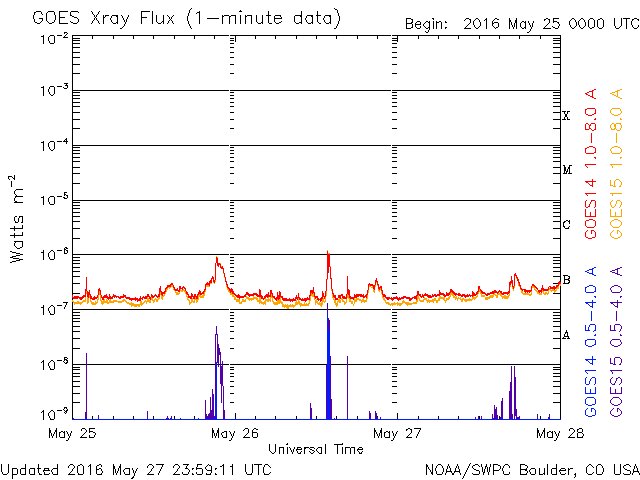 GOES Xray Flux (1-minute data)
Begin: 2016 May 25 0000 UTC
10-2
10-3
10-4
10-5
10-6
10-7
10-8
10-9
Watts m-2
X
M
C
B
A
GOES14 1.0-8.0 A
GOES15 1.0-8.0 A
GOES14 0.5-4.0 A
GOES15 0.5-4.0 A
May 25
May 26
May 27
May 28
Universal Time
Updated 2016 May 27 23:59:11 UTC
NOAA/SWPC Boulder, CO USA